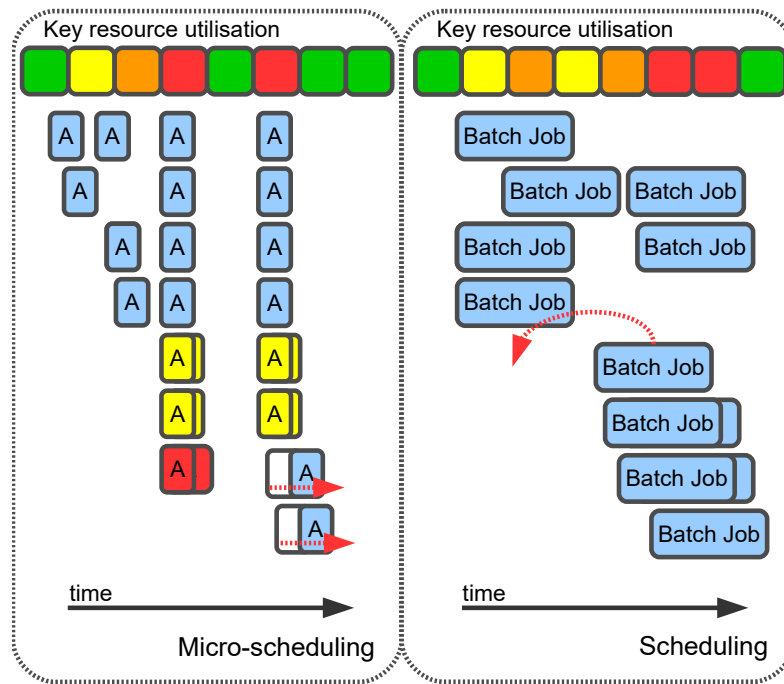 Key resource utilisation
A A A A
A A A
A A A
A A A
A A
A A
A A
A
time
Micro-scheduling
Key resource utilisation
Batch Job
Batch Job Batch Job
Batch Job Batch Job
Batch Job
Batch Job
Batch Job
Batch Job
Batch Job
time
Scheduling